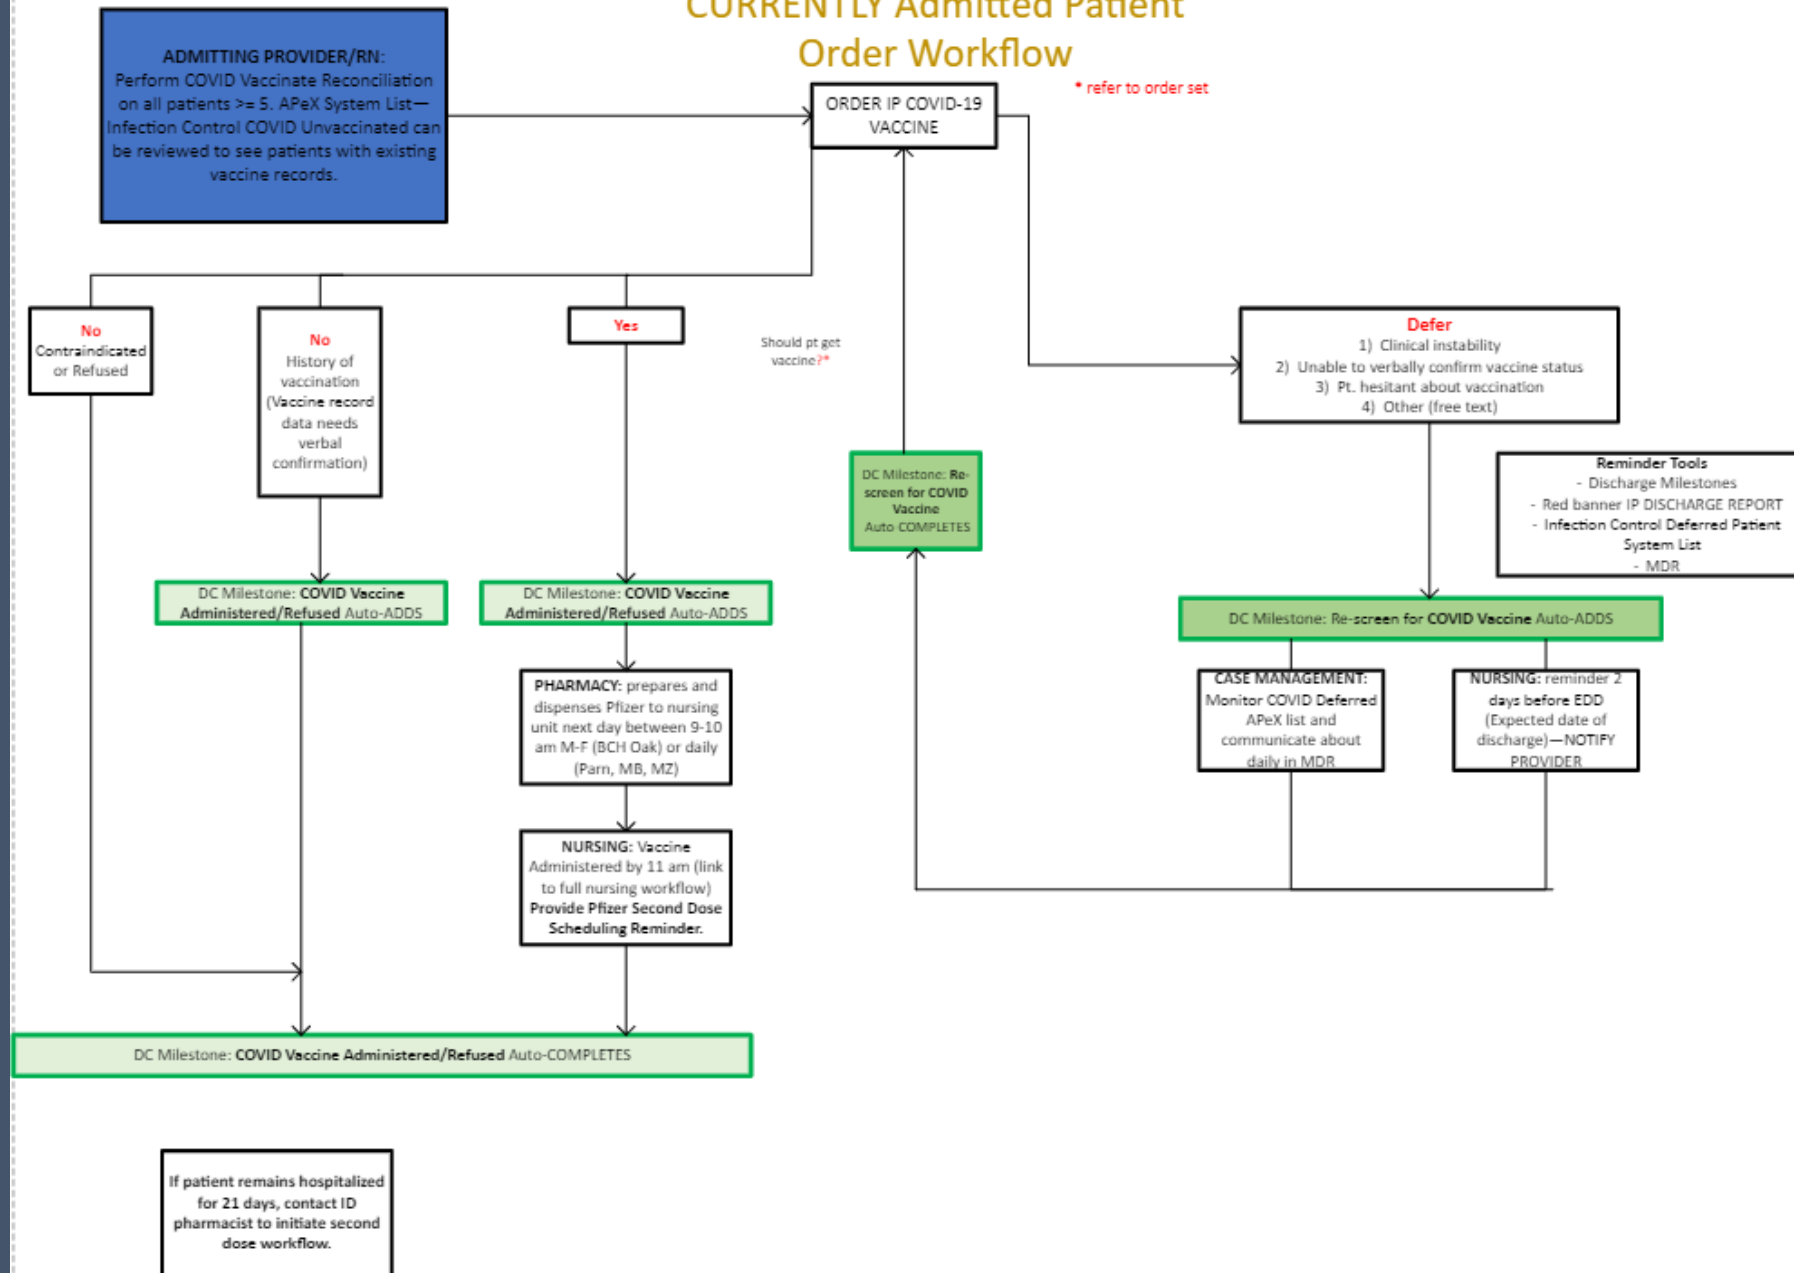 CURRENTLY Admitted Patient
Order Workflow
* refer to order set
ADMITTING PROVIDER/RN:
Perform COVID Vaccinate Reconciliation
on all patients >= 5. APeX System List—
Infection Control COVID Unvaccinated can
be reviewed to see patients with existing
vaccine records.
ORDER IP COVID-19
VACCINE
No
Contraindicated
or Refused
No
History of
vaccination
(Vaccine record
data needs
verbal
confirmation)
Yes
Should pt get
vaccine?*
Defer
1) Clinical instability
2) Unable to verbally confirm vaccine status
3) Pt. hesitant about vaccination
4) Other (free text)
DC Milestone: Re-
screen for COVID
Vaccine
Auto-COMPLETES
Reminder Tools
- Discharge Milestones
- Red banner IP DISCHARGE REPORT
- Infection Control Deferred Patient
System List
- MDR
DC Milestone: COVID Vaccine
Administered/Refused Auto-ADDS
DC Milestone: COVID Vaccine
Administered/Refused Auto-ADDS
DC Milestone: Re-screen for COVID Vaccine Auto-ADDS
PHARMACY: prepares and
dispenses Pfizer to nursing
unit next day between 9-10
am M-F (BCH Oak) or daily
(Parn, MB, MZ)
CASE MANAGEMENT:
Monitor COVID Deferred
APeX list and
communicate about
daily in MDR
NURSING: reminder 2
days before EDD
(Expected date of
discharge)—NOTIFY
PROVIDER
NURSING: Vaccine
Administered by 11 am (link
to full nursing workflow)
Provide Pfizer Second Dose
Scheduling Reminder.
DC Milestone: COVID Vaccine Administered/Refused Auto-COMPLETES
If patient remains hospitalized
for 21 days, contact ID
pharmacist to initiate second
dose workflow.